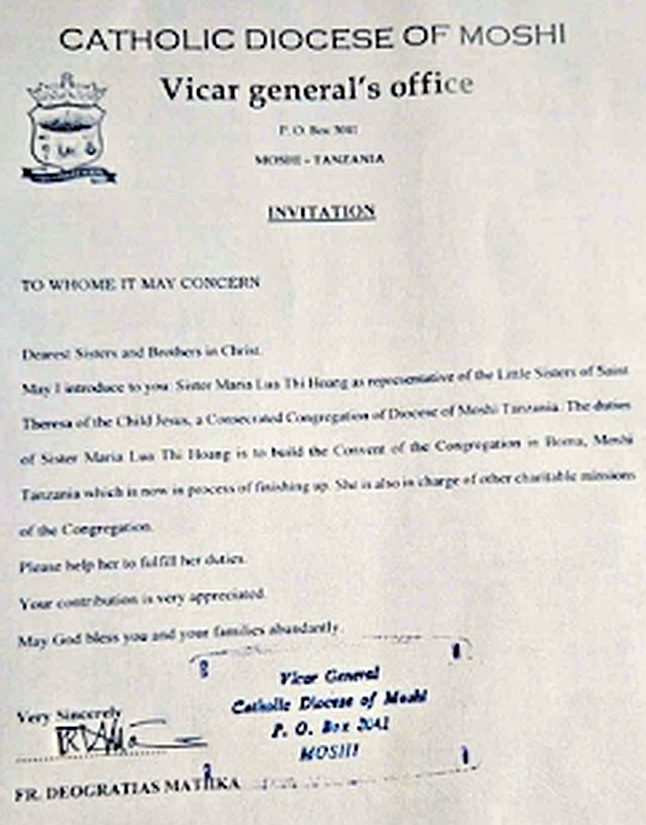 CATHOLIC DIOCESE OF MOSHI
Vicar general's office
P. O. Box 3041
MOSHI - TANZANIA
INVITATION
TO WHOME IT MAY CONCERN
Dearest Sisters and Brothers in Christ.
May I introduce to you Sister Maria Lua Thi Hoang as representative of the Little Sisters of Saint
Theresa of the Child Jesus, a Consecrated Congregation of Diocese of Moshi Tanzania. The duties
of Sister Maria Lua Thi Hoang is to build the Convent of the Congregation in Boma, Moshi
Tanzania which is now in process of finishing up. She is also in charge of other charitable missions
of the Congregation.
Please help her to fulfill her duties.
Your contribution is very appreciated.
May God bless you and your families abundantly.
Vicar General
Catholic Diocese of Moshi
P. O. Box 3041
MOSHI
Very Sincerely
FR. DEOGRATIAS MATIIKA